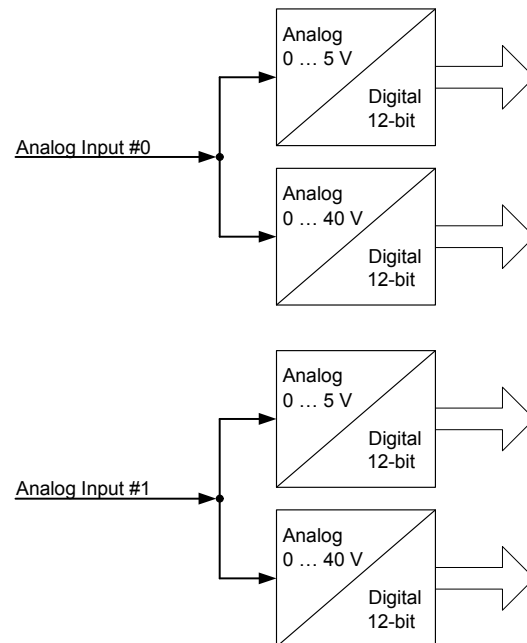 Analog
0 … 5 V
Digital
12-bit
Analog Input #0
Analog
0 … 40 V
Digital
12-bit
Analog
0 … 5 V
Digital
12-bit
Analog Input #1
Analog
0 … 40 V
Digital
12-bit